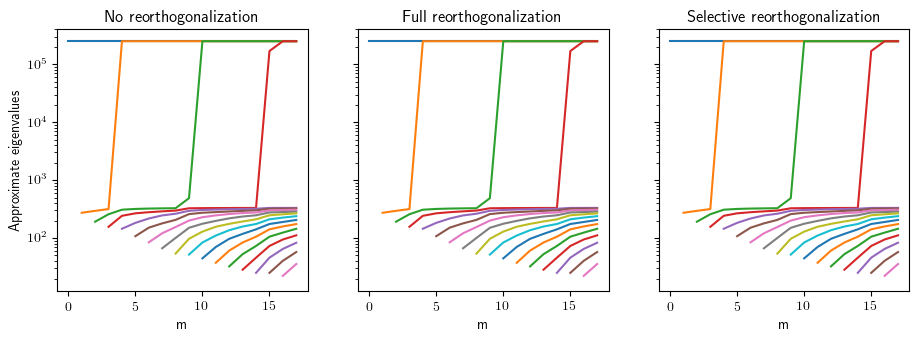 No reorthogonalization
Full reorthogonalization
Selective reorthogonalization
Approximate eigenvalues
10^5
10^4
10^3
10^2
0 5 10 15
0 5 10 15
0 5 10 15
m
m
m